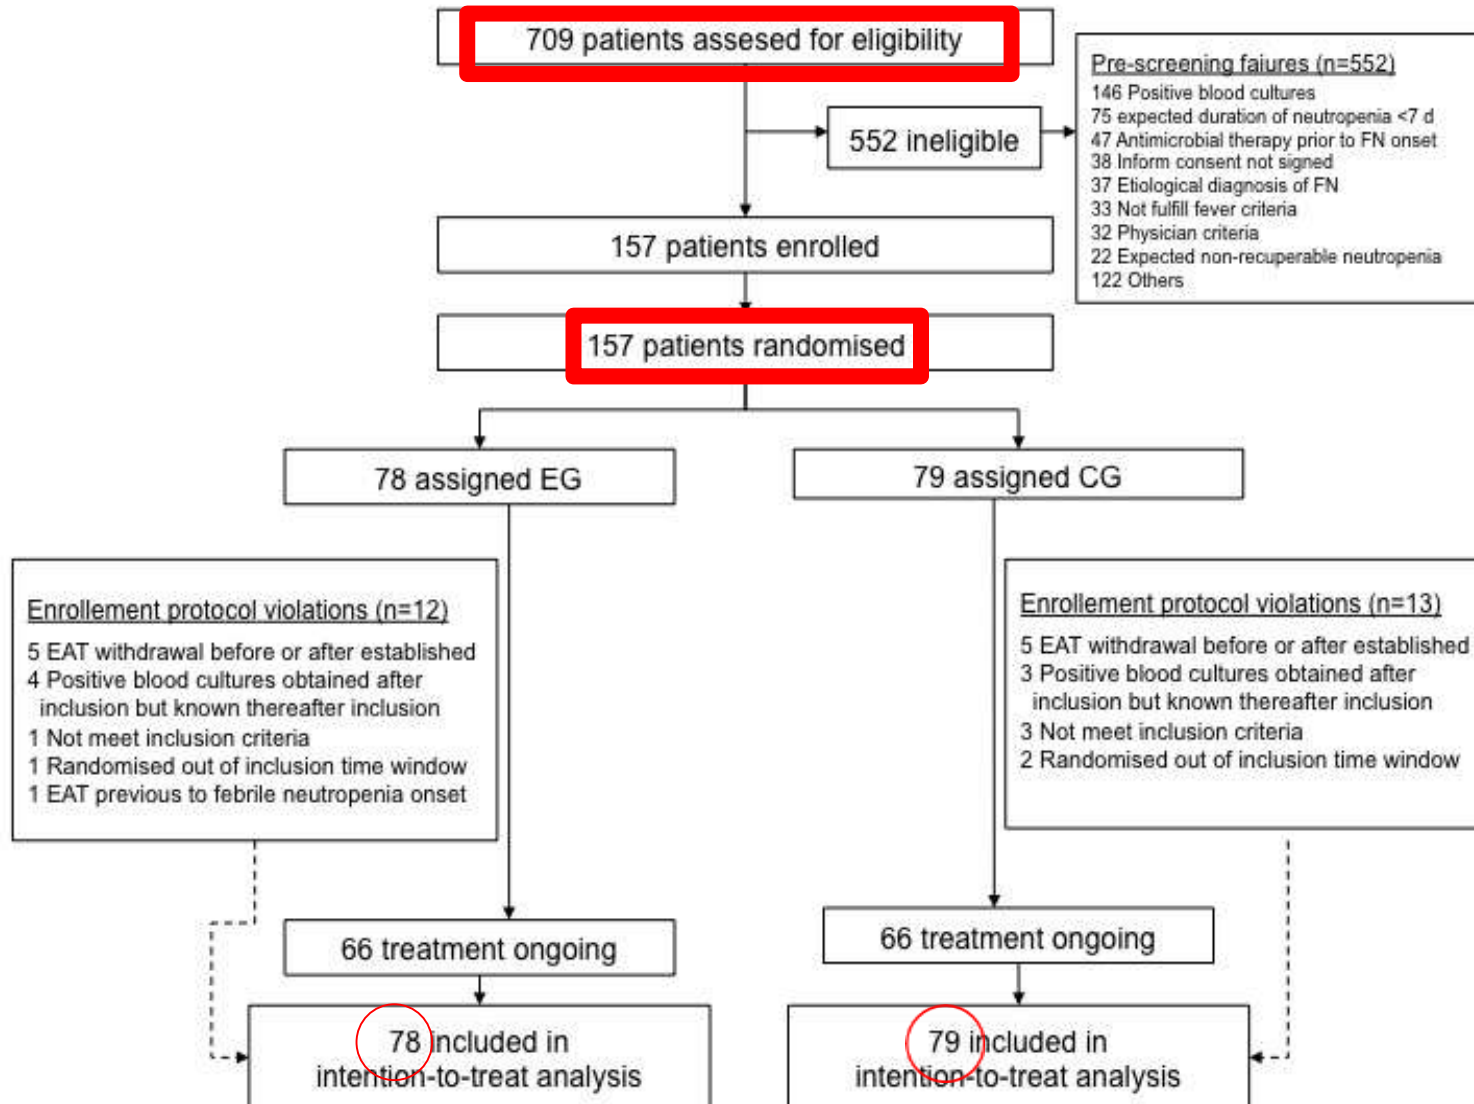 709 patients assesed for eligibility
Pre-screening faiures (n=552)
146 Positive blood cultures
75 expected duration of neutropenia <7 d
47 Antimicrobial therapy prior to FN onset
38 Inform consent not signed
37 Etiological diagnosis of FN
33 Not fulfill fever criteria
32 Physician criteria
22 Expected non-recuperable neutropenia
122 Others
552 ineligible
157 patients enrolled
157 patients randomised
78 assigned EG
79 assigned CG
Enrollement protocol violations (n=12)
5 EAT withdrawal before or after established
4 Positive blood cultures obtained after
inclusion but known thereafter inclusion
1 Not meet inclusion criteria
1 Randomised out of inclusion time window
1 EAT previous to febrile neutropenia onset
Enrollement protocol violations (n=13)
5 EAT withdrawal before or after established
3 Positive blood cultures obtained after
inclusion but known thereafter inclusion
3 Not meet inclusion criteria
2 Randomised out of inclusion time window
66 treatment ongoing
66 treatment ongoing
78 included in
intention-to-treat analysis
79 included in
intention-to-treat analysis